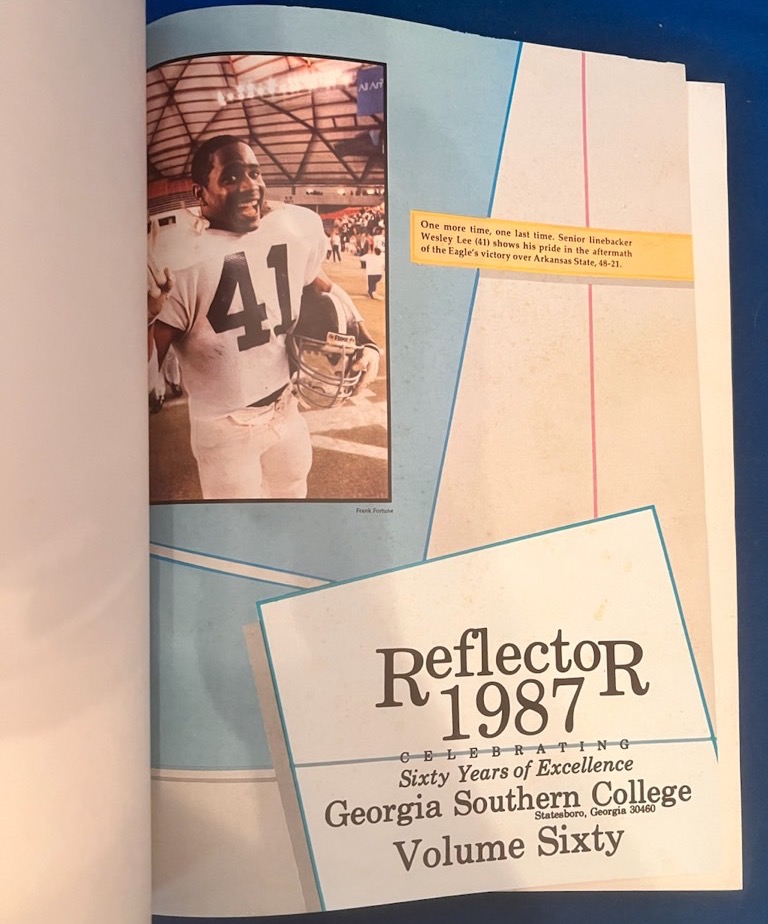 One more time, one last time. Senior linebacker
Wesley Lee (41) shows his pride in the aftermath
of the Eagle's victory over Arkansas State, 48-21.
41
Frank Fortune
ReflectoR
1987
CELEBRATING
Sixty Years of Excellence
Georgia Southern College
Statesboro, Georgia 30460
Volume Sixty